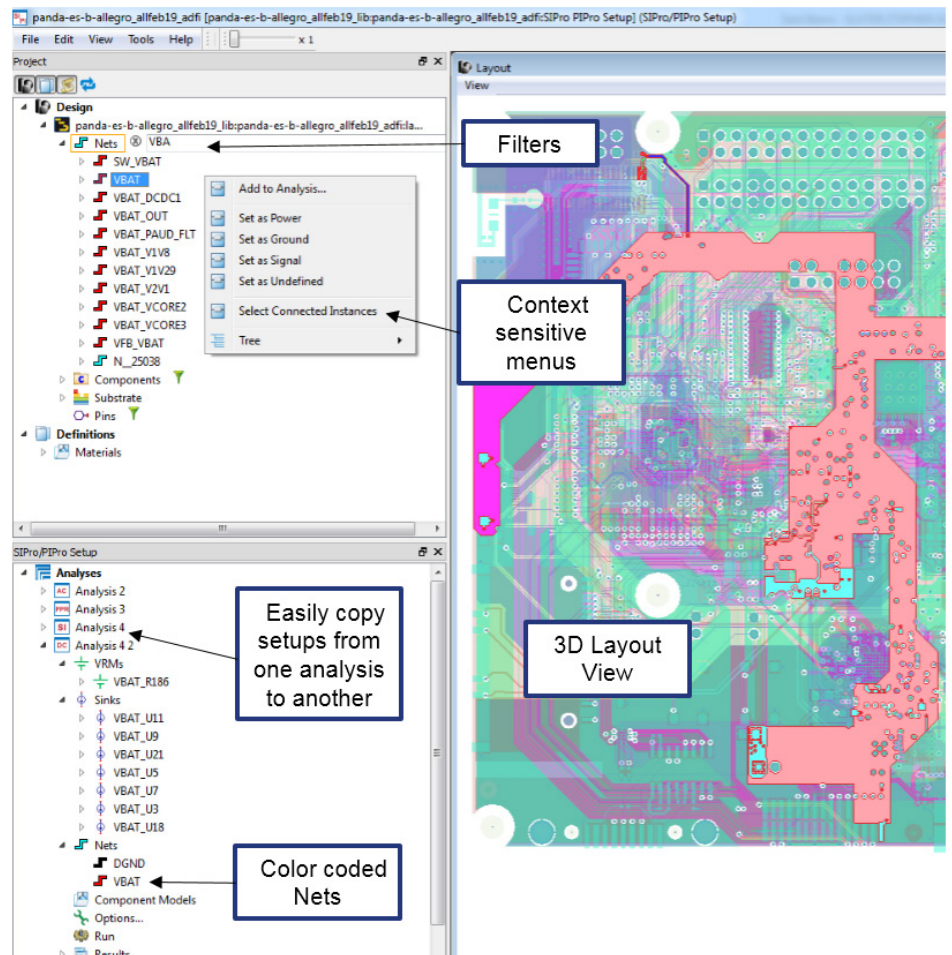 panda-es-b-allegro_allfeb19_adfi [panda-es-b-allegro_allfeb19_lib:panda-es-b-allegro_allfeb19_adfi:SIPro PIPro Setup] (SIPro/PIPro Setup)
File Edit View Tools Help x 1
Project
Design
panda-es-b-allegro_allfeb19_lib:panda-es-b-allegro_allfeb19_adfi:la...
Nets VBA
SW_VBAT
VBAT
VBAT_DCDC1
VBAT_OUT
VBAT_PAUD_FLT
VBAT_V1V8
VBAT_V1V29
VBAT_V2V1
VBAT_VCORE2
VBAT_VCORE3
VFB_VBAT
N__25038
Components
Substrate
Pins
Definitions
Materials
Add to Analysis...
Set as Power
Set as Ground
Set as Signal
Set as Undefined
Select Connected Instances
Tree
Layout
View
Filters
Context
sensitive
menus
3D Layout
View
SIPro/PIPro Setup
Analyses
AC Analysis 2
PPR Analysis 3
SI Analysis 4
DC Analysis 4 2
VRMs
VBAT_R186
Sinks
VBAT_U11
VBAT_U9
VBAT_U21
VBAT_U5
VBAT_U7
VBAT_U3
VBAT_U18
Nets
DGND
VBAT
Component Models
Options...
Run
Results
Easily copy
setups from
one analysis
to another
Color coded
Nets